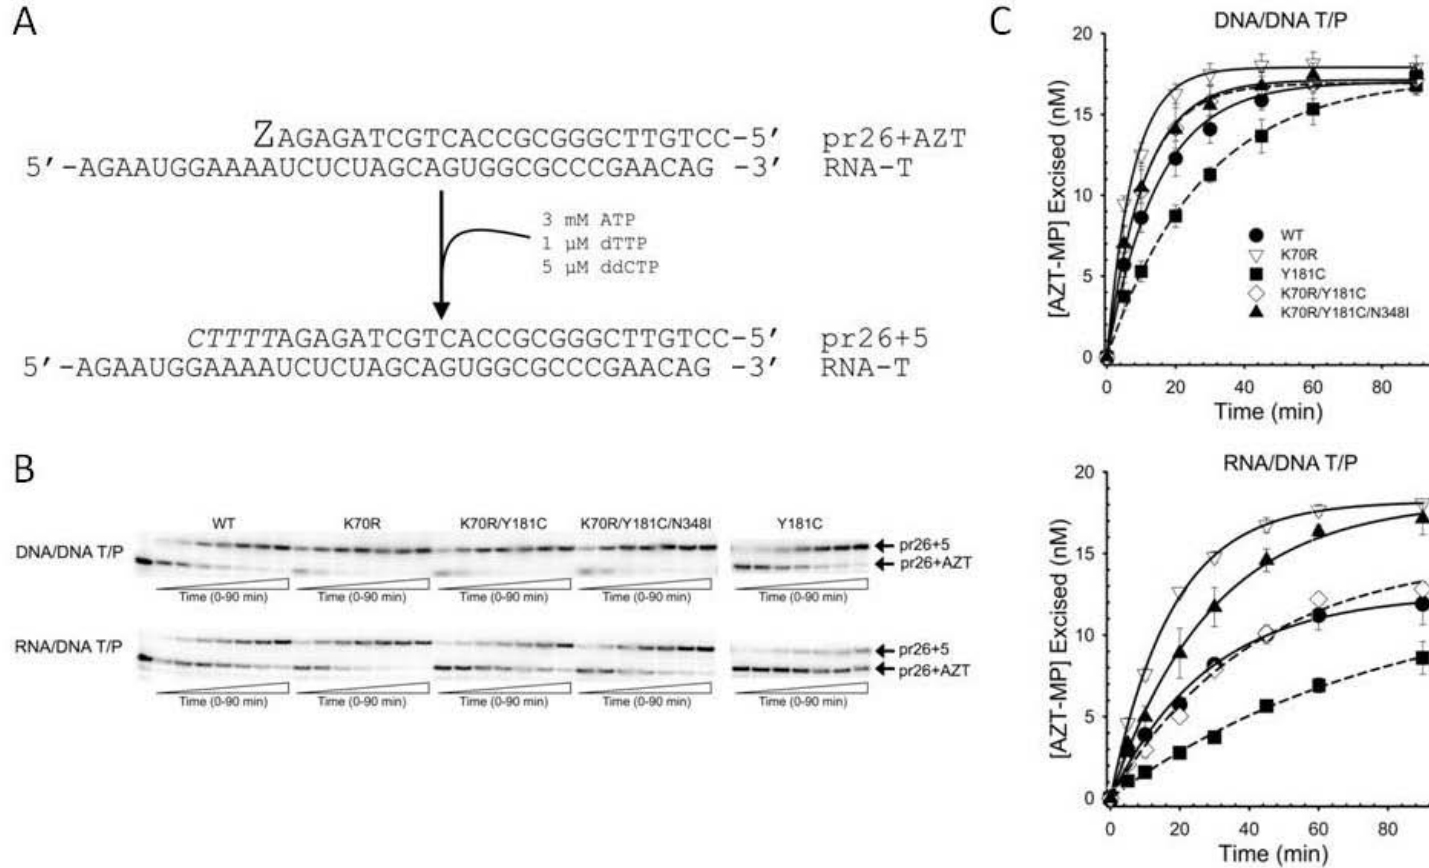 A
ZAGAGATCGTCACCGCGGGCTTGTCC-5′ pr26+AZT
5′-AGAAUGGAAAAUCUCUAGCAGUGGCGCCCGAACAG -3′ RNA-T
3 mM ATP
1 µM dTTP
5 µM ddCTP
CTTTTAGAGATCGTCACCGCGGGCTTGTCC-5′ pr26+5
5′-AGAAUGGAAAAUCUCUAGCAGUGGCGCCCGAACAG -3′ RNA-T
B
WT K70R K70R/Y181C K70R/Y181C/N348I Y181C
DNA/DNA T/P
pr26+5
pr26+AZT
Time (0-90 min) Time (0-90 min) Time (0-90 min) Time (0-90 min) Time (0-90 min)
RNA/DNA T/P
pr26+5
pr26+AZT
Time (0-90 min) Time (0-90 min) Time (0-90 min) Time (0-90 min) Time (0-90 min)
C
DNA/DNA T/P
[AZT-MP] Excised (nM)
20
15
10
5
0
WT
K70R
Y181C
K70R/Y181C
K70R/Y181C/N348I
0 20 40 60 80
Time (min)
RNA/DNA T/P
[AZT-MP] Excised (nM)
20
15
10
5
0
0 20 40 60 80
Time (min)